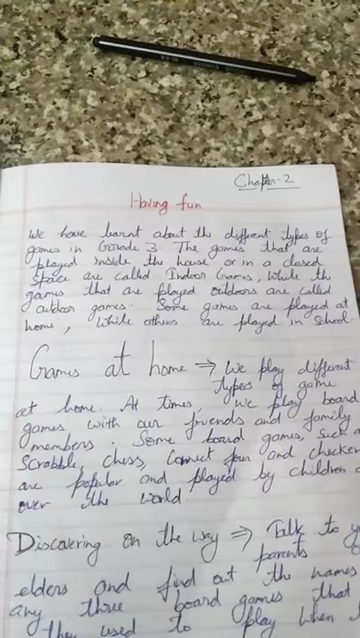 Chapter-2
Having fun
We have learnt about the different types of
games in Grade 3. The games that are
played inside the house or in a closed
space are called Indoor Games, while the
games that are played outdoors are called
outdoor games. Some games are played at
home, While others are played in School.
Games at home ⇒ We play different
types of game
at home. At times, We play board
games with our friends and family
members. Some board games, such a
Scrabble, chess, Connect four and checker
are popular and played by children
over the world.
Discovering on the way ⇒ Talk to
parents
elders and find out the names
any three board games that
they used to play when